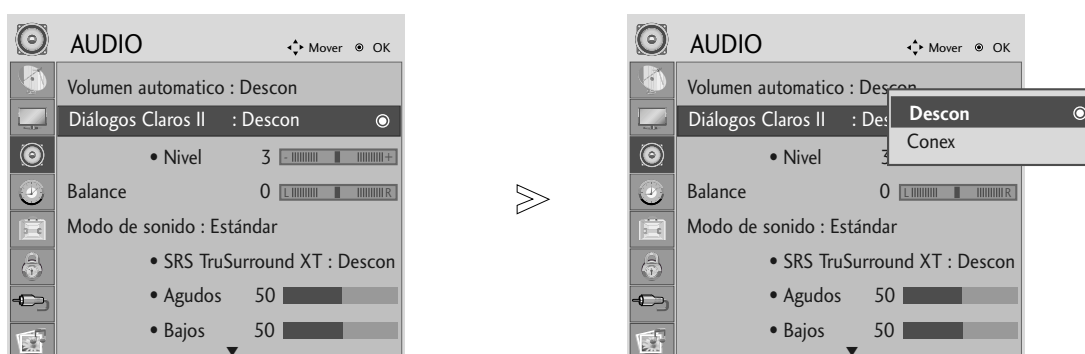 AUDIO
Mover OK
Volumen automatico : Descon
Diálogos Claros II : Descon
• Nivel 3 - +
Balance 0 L R
Modo de sonido : Estándar
• SRS TruSurround XT : Descon
• Agudos 50
• Bajos 50
AUDIO
Mover OK
Volumen automatico : Descon
Diálogos Claros II : Des
Descon
Conex
• Nivel 3
Balance 0 L R
Modo de sonido : Estándar
• SRS TruSurround XT : Descon
• Agudos 50
• Bajos 50